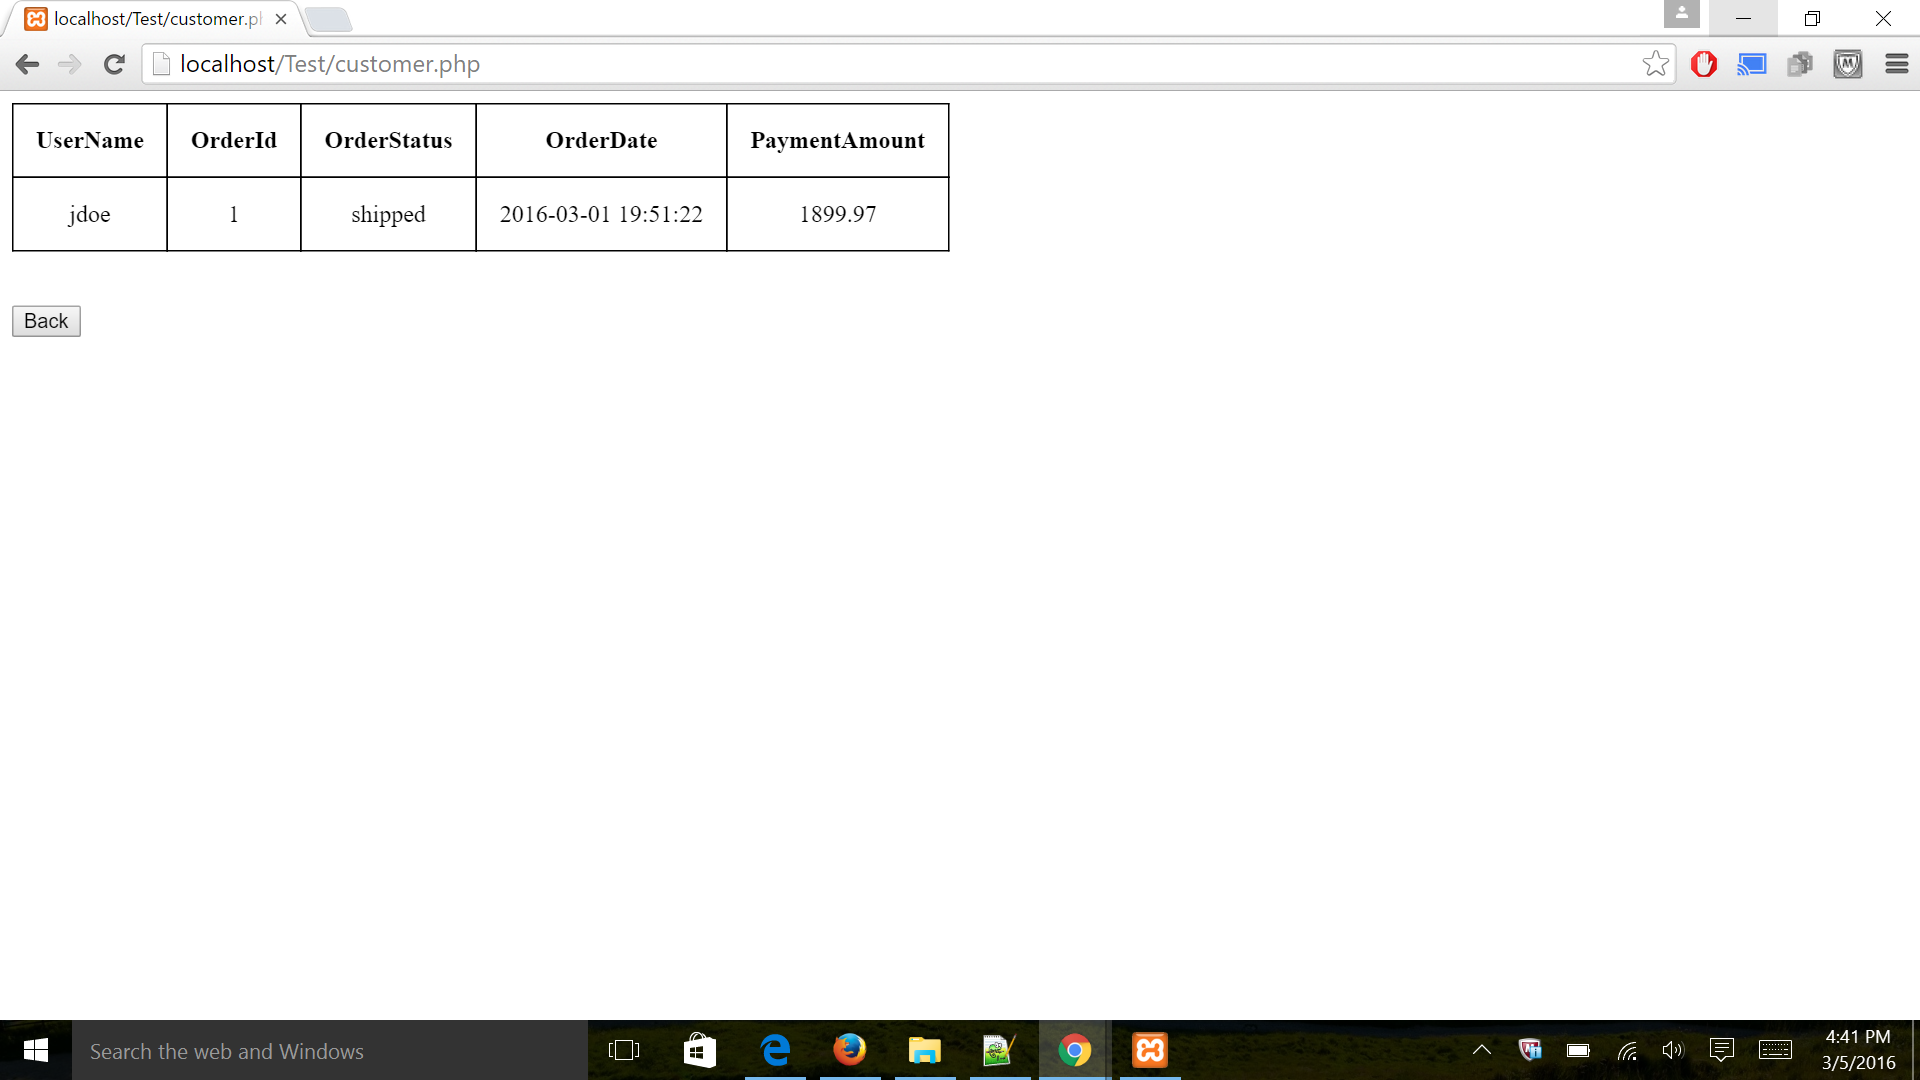 localhost/Test/customer.p
localhost/Test/customer.php
UserName OrderId OrderStatus OrderDate PaymentAmount
jdoe 1 shipped 2016-03-01 19:51:22 1899.97
Back
Search the web and Windows
4:41 PM
3/5/2016